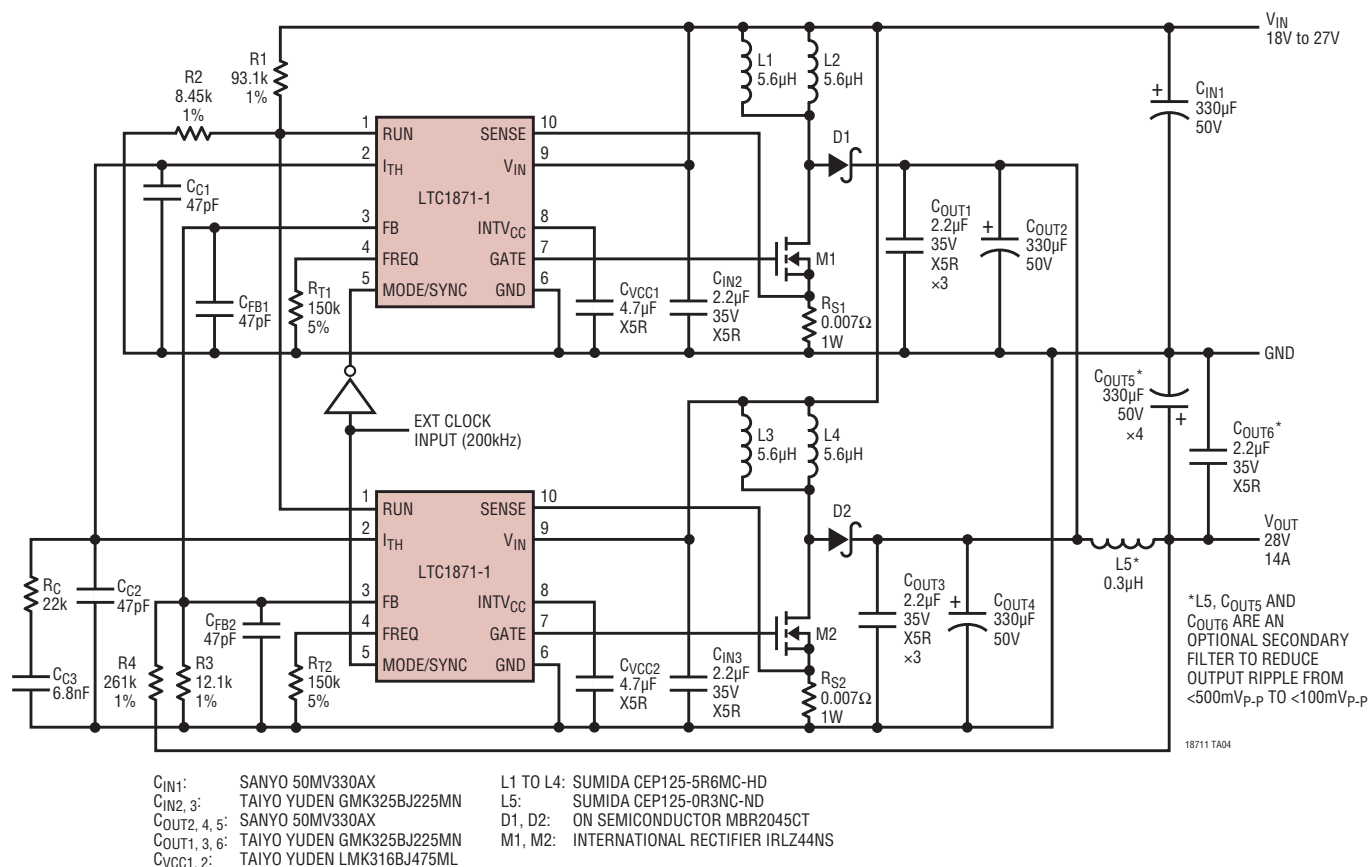 VIN
18V to 27V
R1
93.1k
1%
R2
8.45k
1%
L1
5.6µH
L2
5.6µH
+
CIN1
330µF
50V
1
RUN
SENSE
10
2
ITH
VIN
9
LTC1871-1
3
FB
INTVCC
8
4
FREQ
GATE
7
5
MODE/SYNC
GND
6
D1
CC1
47pF
CFB1
47pF
RT1
150k
5%
CVCC1
4.7µF
X5R
CIN2
2.2µF
35V
X5R
M1
RS1
0.007Ω
1W
COUT1
2.2µF
35V
X5R
×3
+
COUT2
330µF
50V
GND
EXT CLOCK
INPUT (200kHz)
COUT5*
330µF
50V
×4
+
COUT6*
2.2µF
35V
X5R
L3
5.6µH
L4
5.6µH
1
RUN
SENSE
10
2
ITH
VIN
9
LTC1871-1
3
FB
INTVCC
8
4
FREQ
GATE
7
5
MODE/SYNC
GND
6
D2
L5*
0.3µH
VOUT
28V
14A
RC
22k
CC2
47pF
CC3
6.8nF
R4
261k
1%
R3
12.1k
1%
CFB2
47pF
RT2
150k
5%
CVCC2
4.7µF
X5R
CIN3
2.2µF
35V
X5R
M2
RS2
0.007Ω
1W
COUT3
2.2µF
35V
X5R
×3
+
COUT4
330µF
50V
*L5, COUT5 AND
COUT6 ARE AN
OPTIONAL SECONDARY
FILTER TO REDUCE
OUTPUT RIPPLE FROM
<500mVP-P TO <100mVP-P
18711 TA04
CIN1: SANYO 50MV330AX
CIN2, 3: TAIYO YUDEN GMK325BJ225MN
COUT2, 4, 5: SANYO 50MV330AX
COUT1, 3, 6: TAIYO YUDEN GMK325BJ225MN
CVCC1, 2: TAIYO YUDEN LMK316BJ475ML
L1 TO L4: SUMIDA CEP125-5R6MC-HD
L5: SUMIDA CEP125-0R3NC-ND
D1, D2: ON SEMICONDUCTOR MBR2045CT
M1, M2: INTERNATIONAL RECTIFIER IRLZ44NS